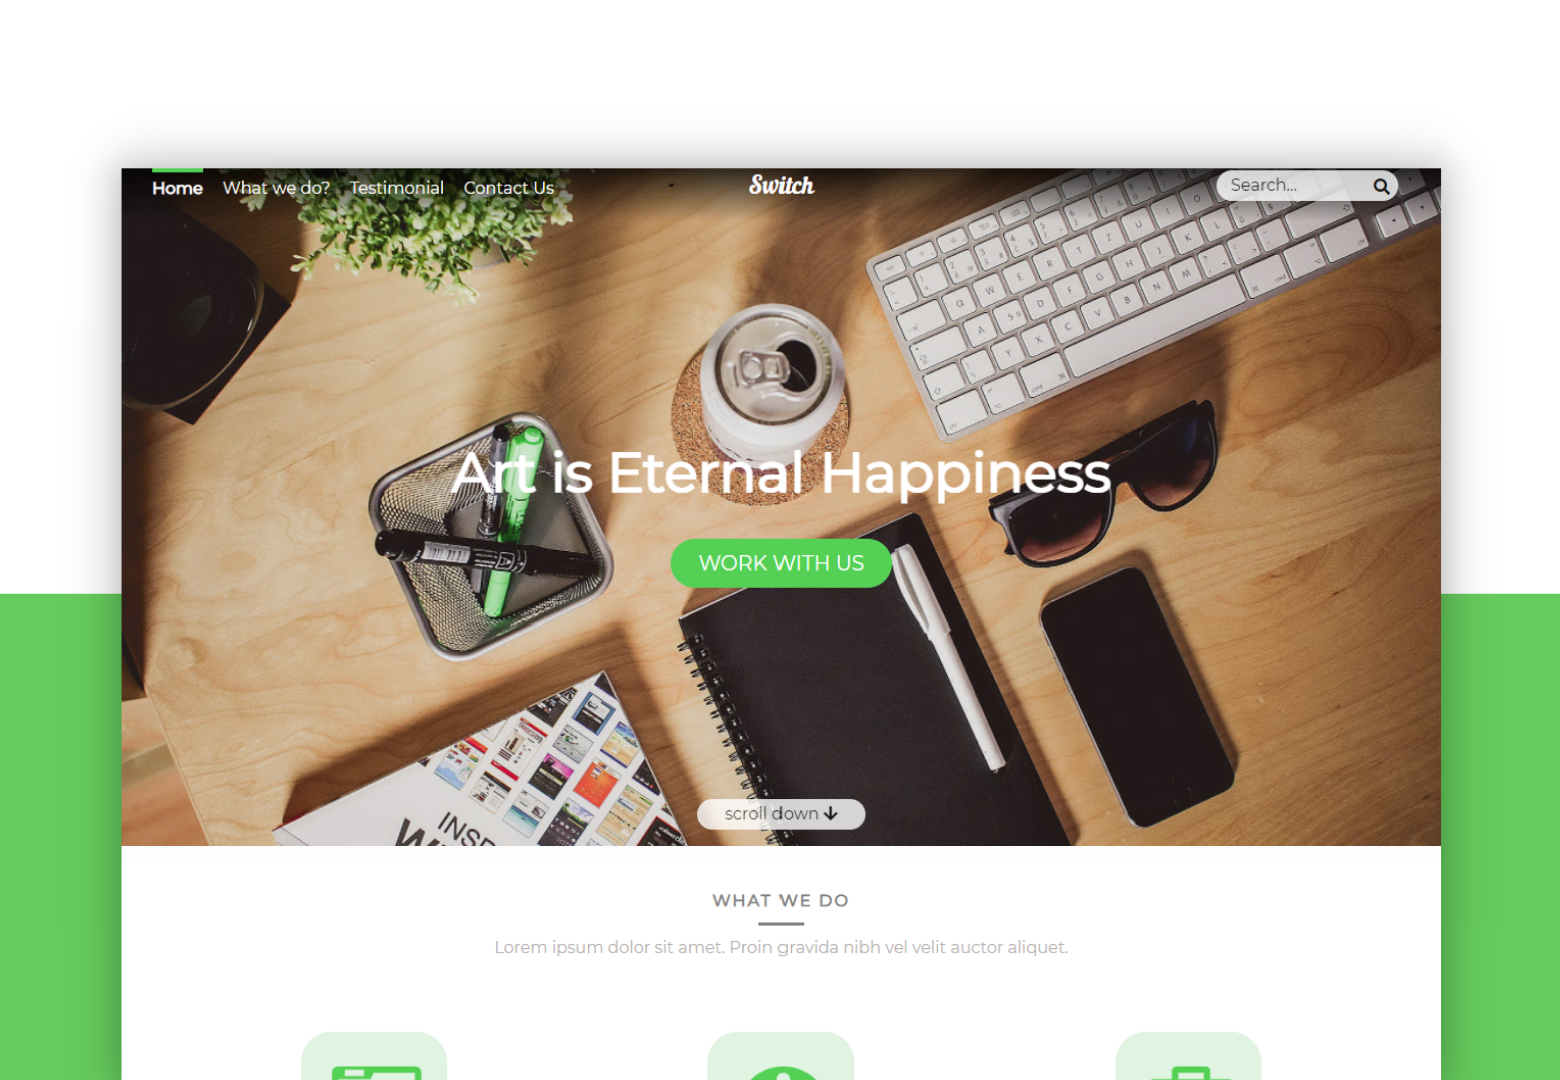 Home What we do? Testimonial Contact Us Switch Search...
Art is Eternal Happiness
WORK WITH US
scroll down
WHAT WE DO
Lorem ipsum dolor sit amet. Proin gravida nibh vel velit auctor aliquet.